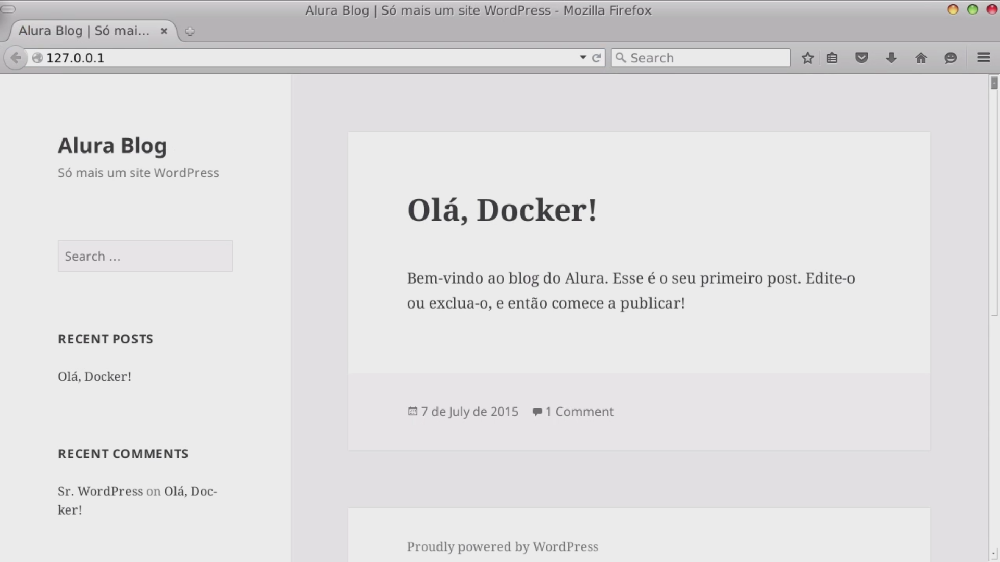 Alura Blog | Só mais um site WordPress - Mozilla Firefox
Alura Blog | Só mai...
127.0.0.1
Search
Alura Blog
Só mais um site WordPress
Search ...
RECENT POSTS
Olá, Docker!
RECENT COMMENTS
Sr. WordPress on Olá, Doc-
ker!
Olá, Docker!
Bem-vindo ao blog do Alura. Esse é o seu primeiro post. Edite-o
ou exclua-o, e então comece a publicar!
7 de July de 2015 1 Comment
Proudly powered by WordPress